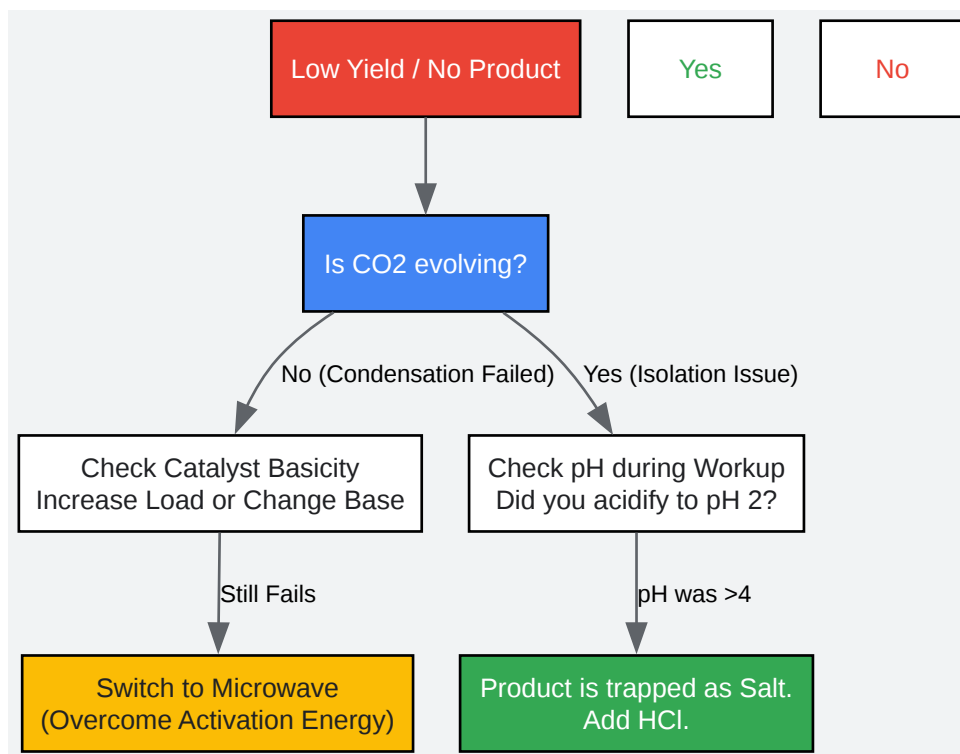 Low Yield / No Product
Yes
No
Is CO2 evolving?
No (Condensation Failed)
Yes (Isolation Issue)
Check Catalyst Basicity
Increase Load or Change Base
Check pH during Workup
Did you acidify to pH 2?
Still Fails
pH was >4
Switch to Microwave
(Overcome Activation Energy)
Product is trapped as Salt.
Add HCl.